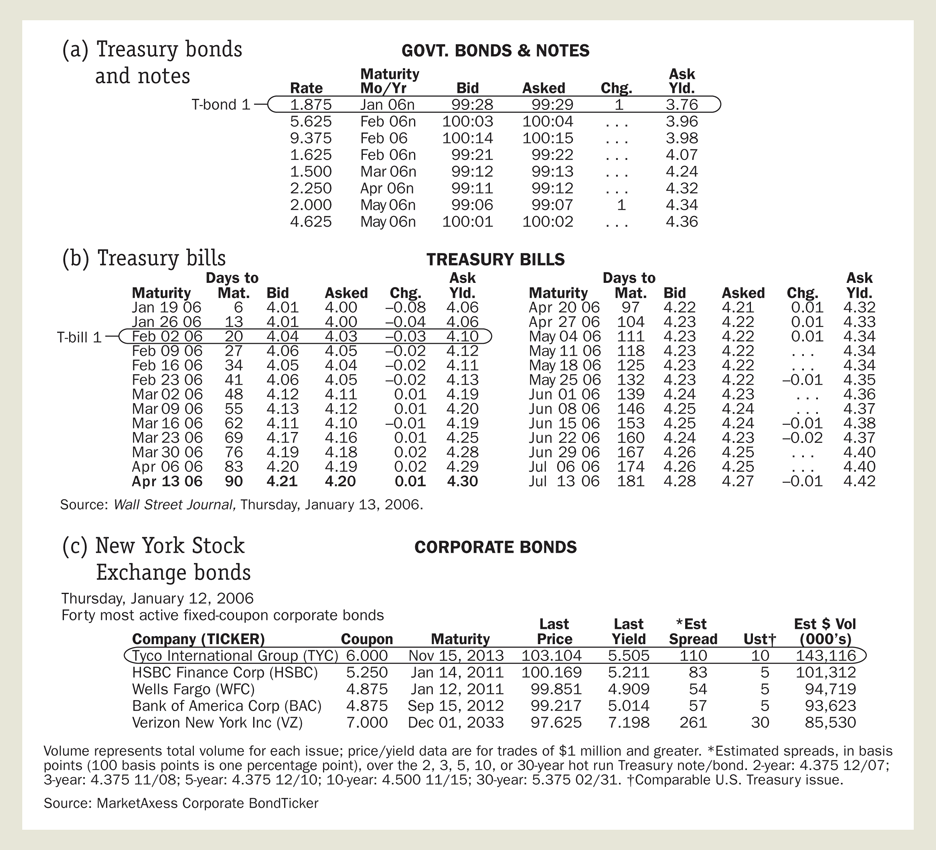 (a) Treasury bonds
and notes
GOVT. BONDS & NOTES
Maturity Ask
Rate Mo/Yr Bid Asked Chg. Yld.
T-bond 1 1.875 Jan 06n 99:28 99:29 1 3.76
5.625 Feb 06n 100:03 100:04 ... 3.96
9.375 Feb 06 100:14 100:15 ... 3.98
1.625 Feb 06n 99:21 99:22 ... 4.07
1.500 Mar 06n 99:12 99:13 ... 4.24
2.250 Apr 06n 99:11 99:12 ... 4.32
2.000 May 06n 99:06 99:07 1 4.34
4.625 May 06n 100:01 100:02 ... 4.36
(b) Treasury bills
TREASURY BILLS
Days to Ask Days to Ask
Maturity Mat. Bid Asked Chg. Yld. Maturity Mat. Bid Asked Chg. Yld.
Jan 19 06 6 4.01 4.00 –0.08 4.06 Apr 20 06 97 4.22 4.21 0.01 4.32
Jan 26 06 13 4.01 4.00 –0.04 4.06 Apr 27 06 104 4.23 4.22 0.01 4.33
T-bill 1 Feb 02 06 20 4.04 4.03 –0.03 4.10 May 04 06 111 4.23 4.22 0.01 4.34
Feb 09 06 27 4.06 4.05 –0.02 4.12 May 11 06 118 4.23 4.22 ... 4.34
Feb 16 06 34 4.05 4.04 –0.02 4.11 May 18 06 125 4.23 4.22 ... 4.34
Feb 23 06 41 4.06 4.05 –0.02 4.13 May 25 06 132 4.23 4.22 –0.01 4.35
Mar 02 06 48 4.12 4.11 0.01 4.19 Jun 01 06 139 4.24 4.23 ... 4.36
Mar 09 06 55 4.13 4.12 0.01 4.20 Jun 08 06 146 4.25 4.24 ... 4.37
Mar 16 06 62 4.11 4.10 –0.01 4.19 Jun 15 06 153 4.25 4.24 –0.01 4.38
Mar 23 06 69 4.17 4.16 0.01 4.25 Jun 22 06 160 4.24 4.23 –0.02 4.37
Mar 30 06 76 4.19 4.18 0.02 4.28 Jun 29 06 167 4.26 4.25 ... 4.40
Apr 06 06 83 4.20 4.19 0.02 4.29 Jul 06 06 174 4.26 4.25 ... 4.40
Apr 13 06 90 4.21 4.20 0.01 4.30 Jul 13 06 181 4.28 4.27 –0.01 4.42
Source: Wall Street Journal, Thursday, January 13, 2006.
(c) New York Stock
Exchange bonds
CORPORATE BONDS
Thursday, January 12, 2006
Forty most active fixed-coupon corporate bonds
Last Last *Est Est $ Vol
Company (TICKER) Coupon Maturity Price Yield Spread Ust† (000's)
Tyco International Group (TYC) 6.000 Nov 15, 2013 103.104 5.505 110 10 143,116
HSBC Finance Corp (HSBC) 5.250 Jan 14, 2011 100.169 5.211 83 5 101,312
Wells Fargo (WFC) 4.875 Jan 12, 2011 99.851 4.909 54 5 94,719
Bank of America Corp (BAC) 4.875 Sep 15, 2012 99.217 5.014 57 5 93,623
Verizon New York Inc (VZ) 7.000 Dec 01, 2033 97.625 7.198 261 30 85,530
Volume represents total volume for each issue; price/yield data are for trades of $1 million and greater. *Estimated spreads, in basis
points (100 basis points is one percentage point), over the 2, 3, 5, 10, or 30-year hot run Treasury note/bond. 2-year: 4.375 12/07;
3-year: 4.375 11/08; 5-year: 4.375 12/10; 10-year: 4.500 11/15; 30-year: 5.375 02/31. †Comparable U.S. Treasury issue.
Source: MarketAxess Corporate BondTicker